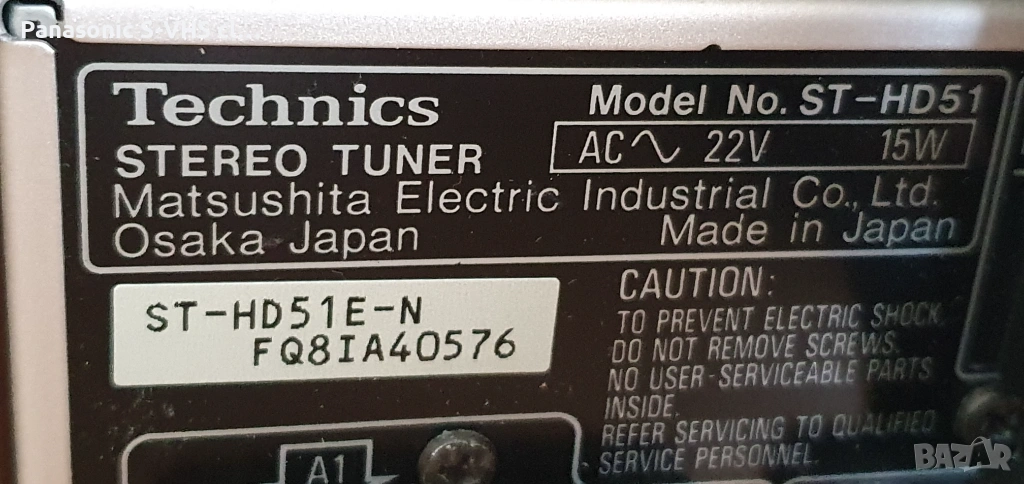 Panasonic S-VHS
Technics
Model No. ST-HD51
STEREO TUNER
AC 22V 15W
Matsushita Electric Industrial Co., Ltd.
Osaka Japan
Made in Japan
ST-HD51E-N
FQ8IA40576
CAUTION:
TO PREVENT ELECTRIC SHOCK
DO NOT REMOVE SCREWS.
NO USER-SERVICEABLE PARTS
INSIDE.
REFER SERVICING TO QUALIFIED
SERVICE PERSONNEL.
A1
BAZAR